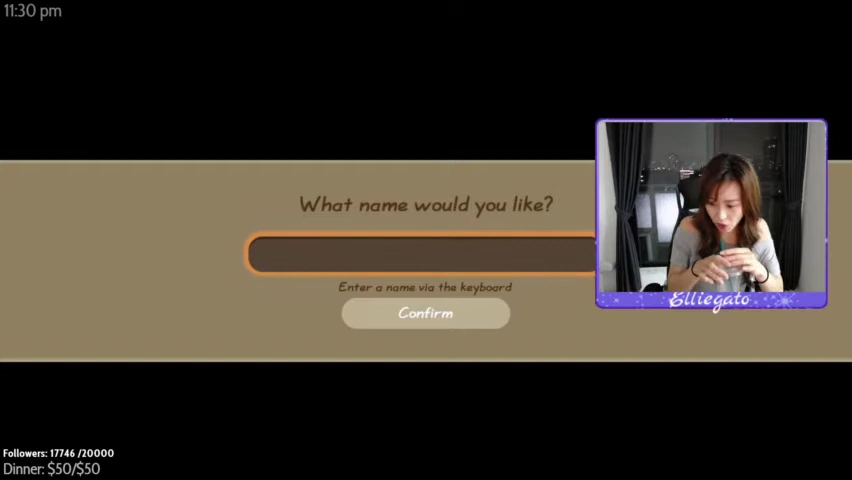 11:30 pm
What name would you like?
Enter a name via the keyboard
Confirm
Elliegato
Followers: 17746 /20000
Dinner: $50/$50